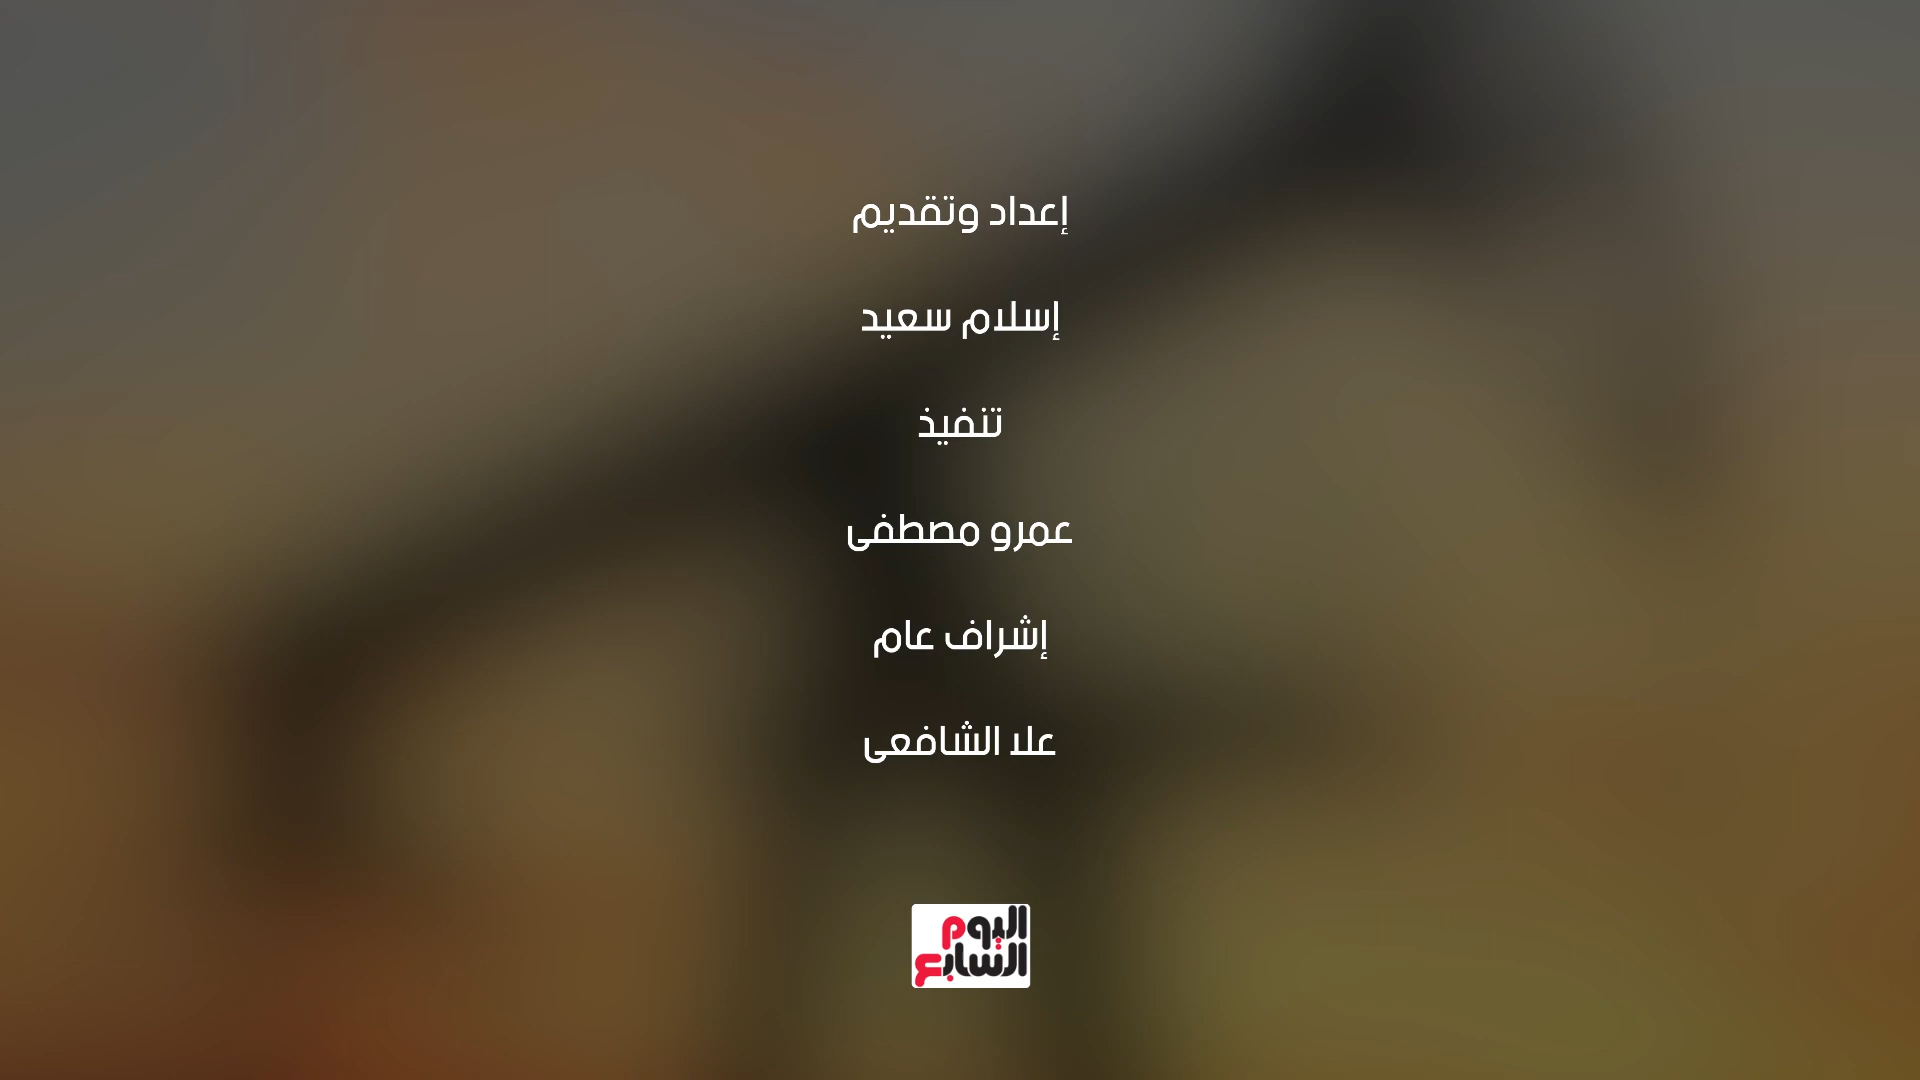 إعداد وتقديم
إسلام سعيد
تنفيذ
عمرو مصطفى
إشراف عام
علا الشافعى
اليوم
السابع